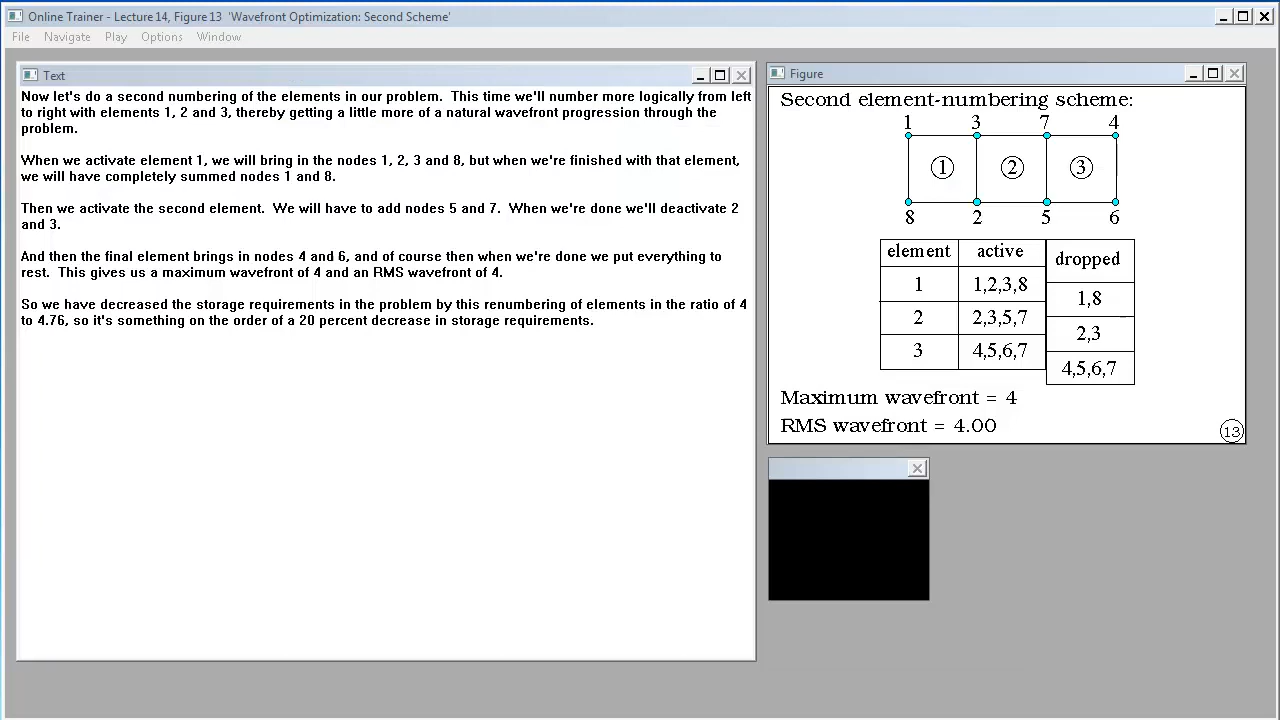 Online Trainer - Lecture 14, Figure 13 'Wavefront Optimization: Second Scheme'
File Navigate Play Options Window
Text
Now let's do a second numbering of the elements in our problem. This time we'll number more logically from left
to right with elements 1, 2 and 3, thereby getting a little more of a natural wavefront progression through the
problem.
When we activate element 1, we will bring in the nodes 1, 2, 3 and 8, but when we're finished with that element,
we will have completely summed nodes 1 and 8.
Then we activate the second element. We will have to add nodes 5 and 7. When we're done we'll deactivate 2
and 3.
And then the final element brings in nodes 4 and 6, and of course then when we're done we put everything to
rest. This gives us a maximum wavefront of 4 and an RMS wavefront of 4.
So we have decreased the storage requirements in the problem by this renumbering of elements in the ratio of 4
to 4.76, so it's something on the order of a 20 percent decrease in storage requirements.
Figure
Second element-numbering scheme:
1 3 7 4
1 2 3
8 2 5 6
element active dropped
1 1,2,3,8 1,8
2 2,3,5,7 2,3
3 4,5,6,7 4,5,6,7
Maximum wavefront = 4
RMS wavefront = 4.00
13